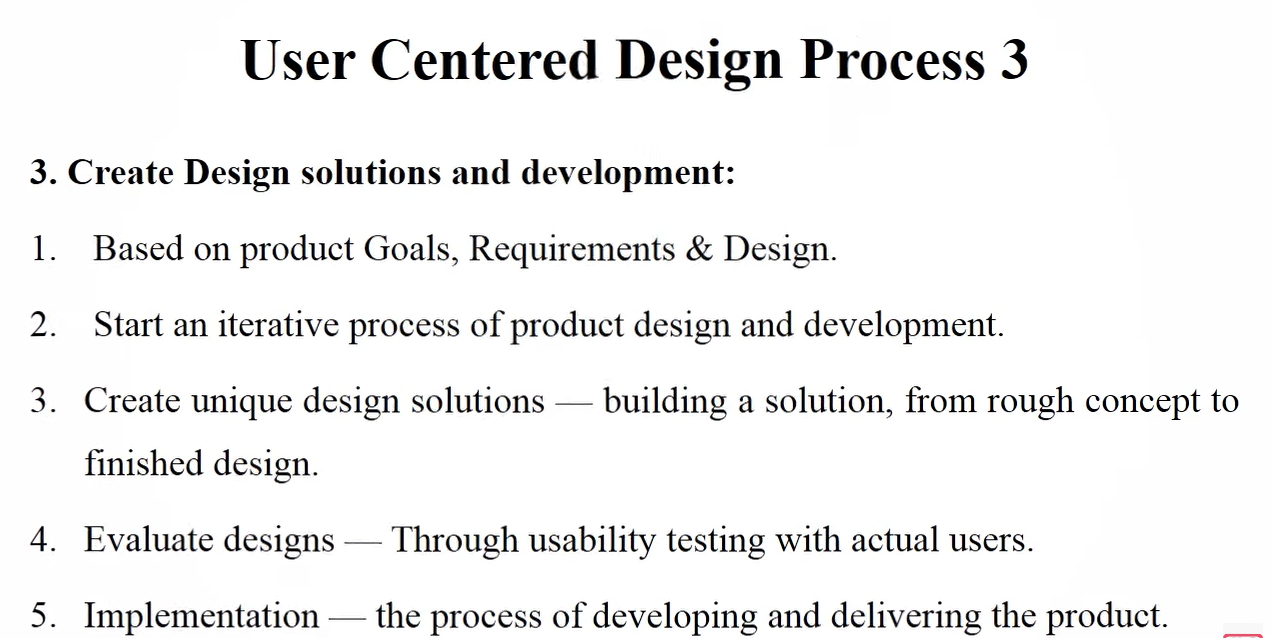 User Centered Design Process 3
3. Create Design solutions and development:
1. Based on product Goals, Requirements & Design.
2. Start an iterative process of product design and development.
3. Create unique design solutions — building a solution, from rough concept to
finished design.
4. Evaluate designs — Through usability testing with actual users.
5. Implementation — the process of developing and delivering the product.